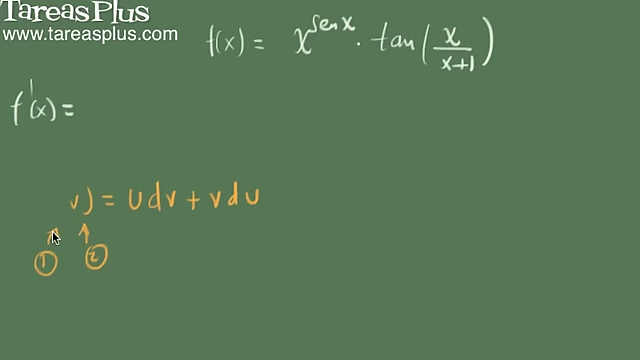 TareasPlus
www.tareasplus.com
f(x) = x^sen x · tan(x/(x+1))
f'(x) =
v) = u dv + v du
1 2